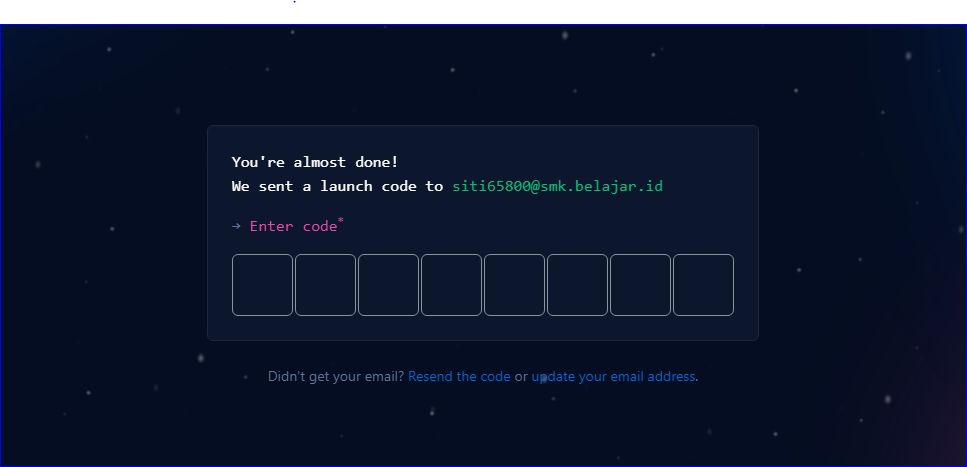 You're almost done!
We sent a launch code to siti65800@smk.belajar.id
→ Enter code*
Didn't get your email? Resend the code or update your email address.